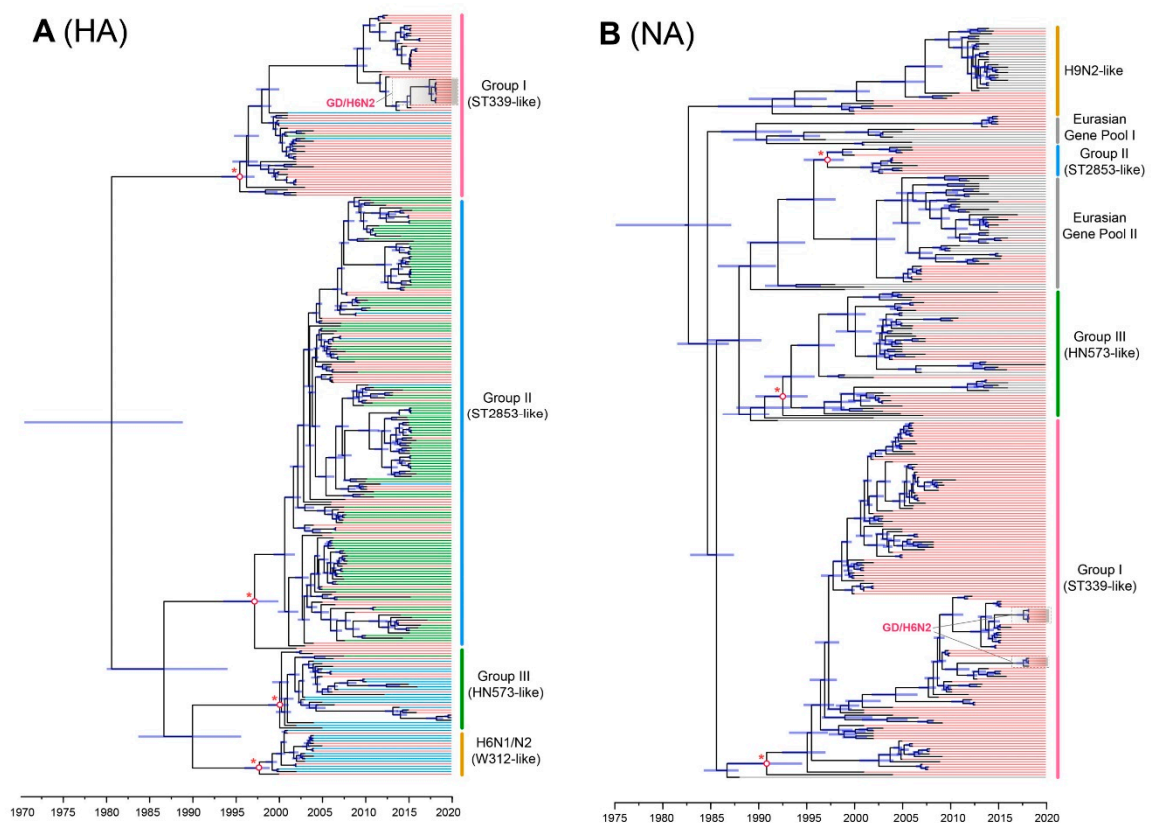 A (HA)
Group I
(ST339-like)
GD/H6N2
*
Group II
(ST2853-like)
*
Group III
(HN573-like)
*
H6N1/N2
(W312-like)
*
1970 1975 1980 1985 1990 1995 2000 2005 2010 2015 2020
B (NA)
H9N2-like
Eurasian
Gene Pool I
Group II
(ST2853-like)
*
Eurasian
Gene Pool II
Group III
(HN573-like)
*
Group I
(ST339-like)
GD/H6N2
*
1975 1980 1985 1990 1995 2000 2005 2010 2015 2020